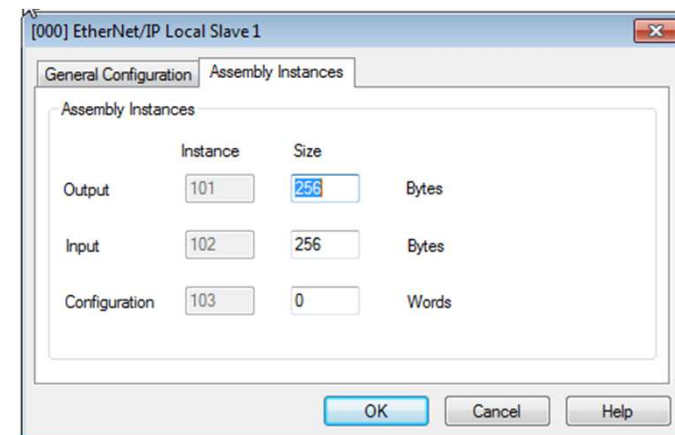 [000] EtherNet/IP Local Slave 1
General Configuration Assembly Instances
Assembly Instances
Instance Size
Output 101 256 Bytes
Input 102 256 Bytes
Configuration 103 0 Words
OK Cancel Help